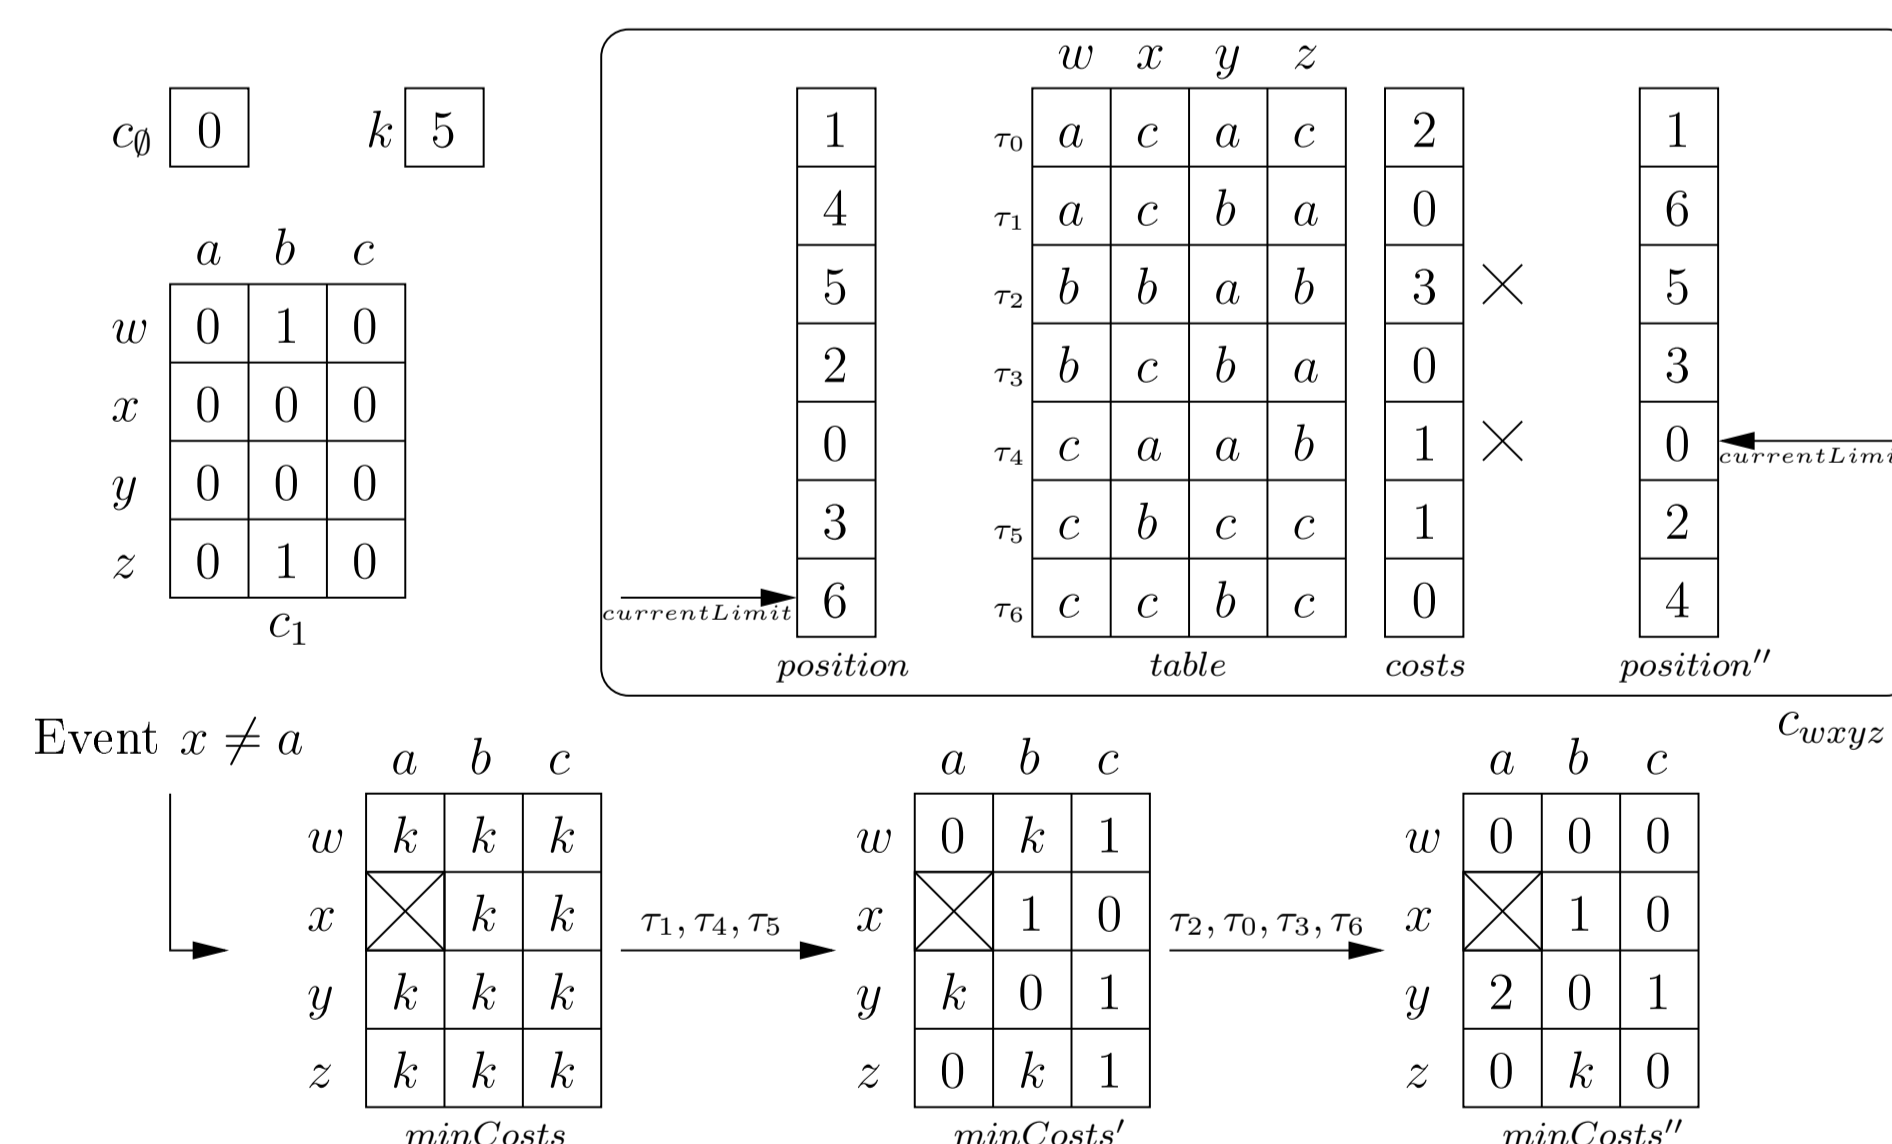 w x y z
c∅ 0 k 5 1 τ0 a c a c 2 1
4 τ1 a c b a 0 6
a b c
5 τ2 b b a b 3 × 5
w 0 1 0
2 τ3 b c b a 0 3
x 0 0 0
0 τ4 c a a b 1 × 0
currentLimi
y 0 0 0
3 τ5 c b c c 1 2
z 0 1 0
currentLimit 6 τ6 c c b c 0 4
c1
position table costs position′′
cwxyz
Event x ≠ a
a b c a b c a b c
w k k k w 0 k 1 w 0 0 0
x k k τ1, τ4, τ5 x 1 0 τ2, τ0, τ3, τ6 x 1 0
y k k k y k 0 1 y 2 0 1
z k k k z 0 k 1 z 0 k 0
minCosts minCosts′ minCosts′′